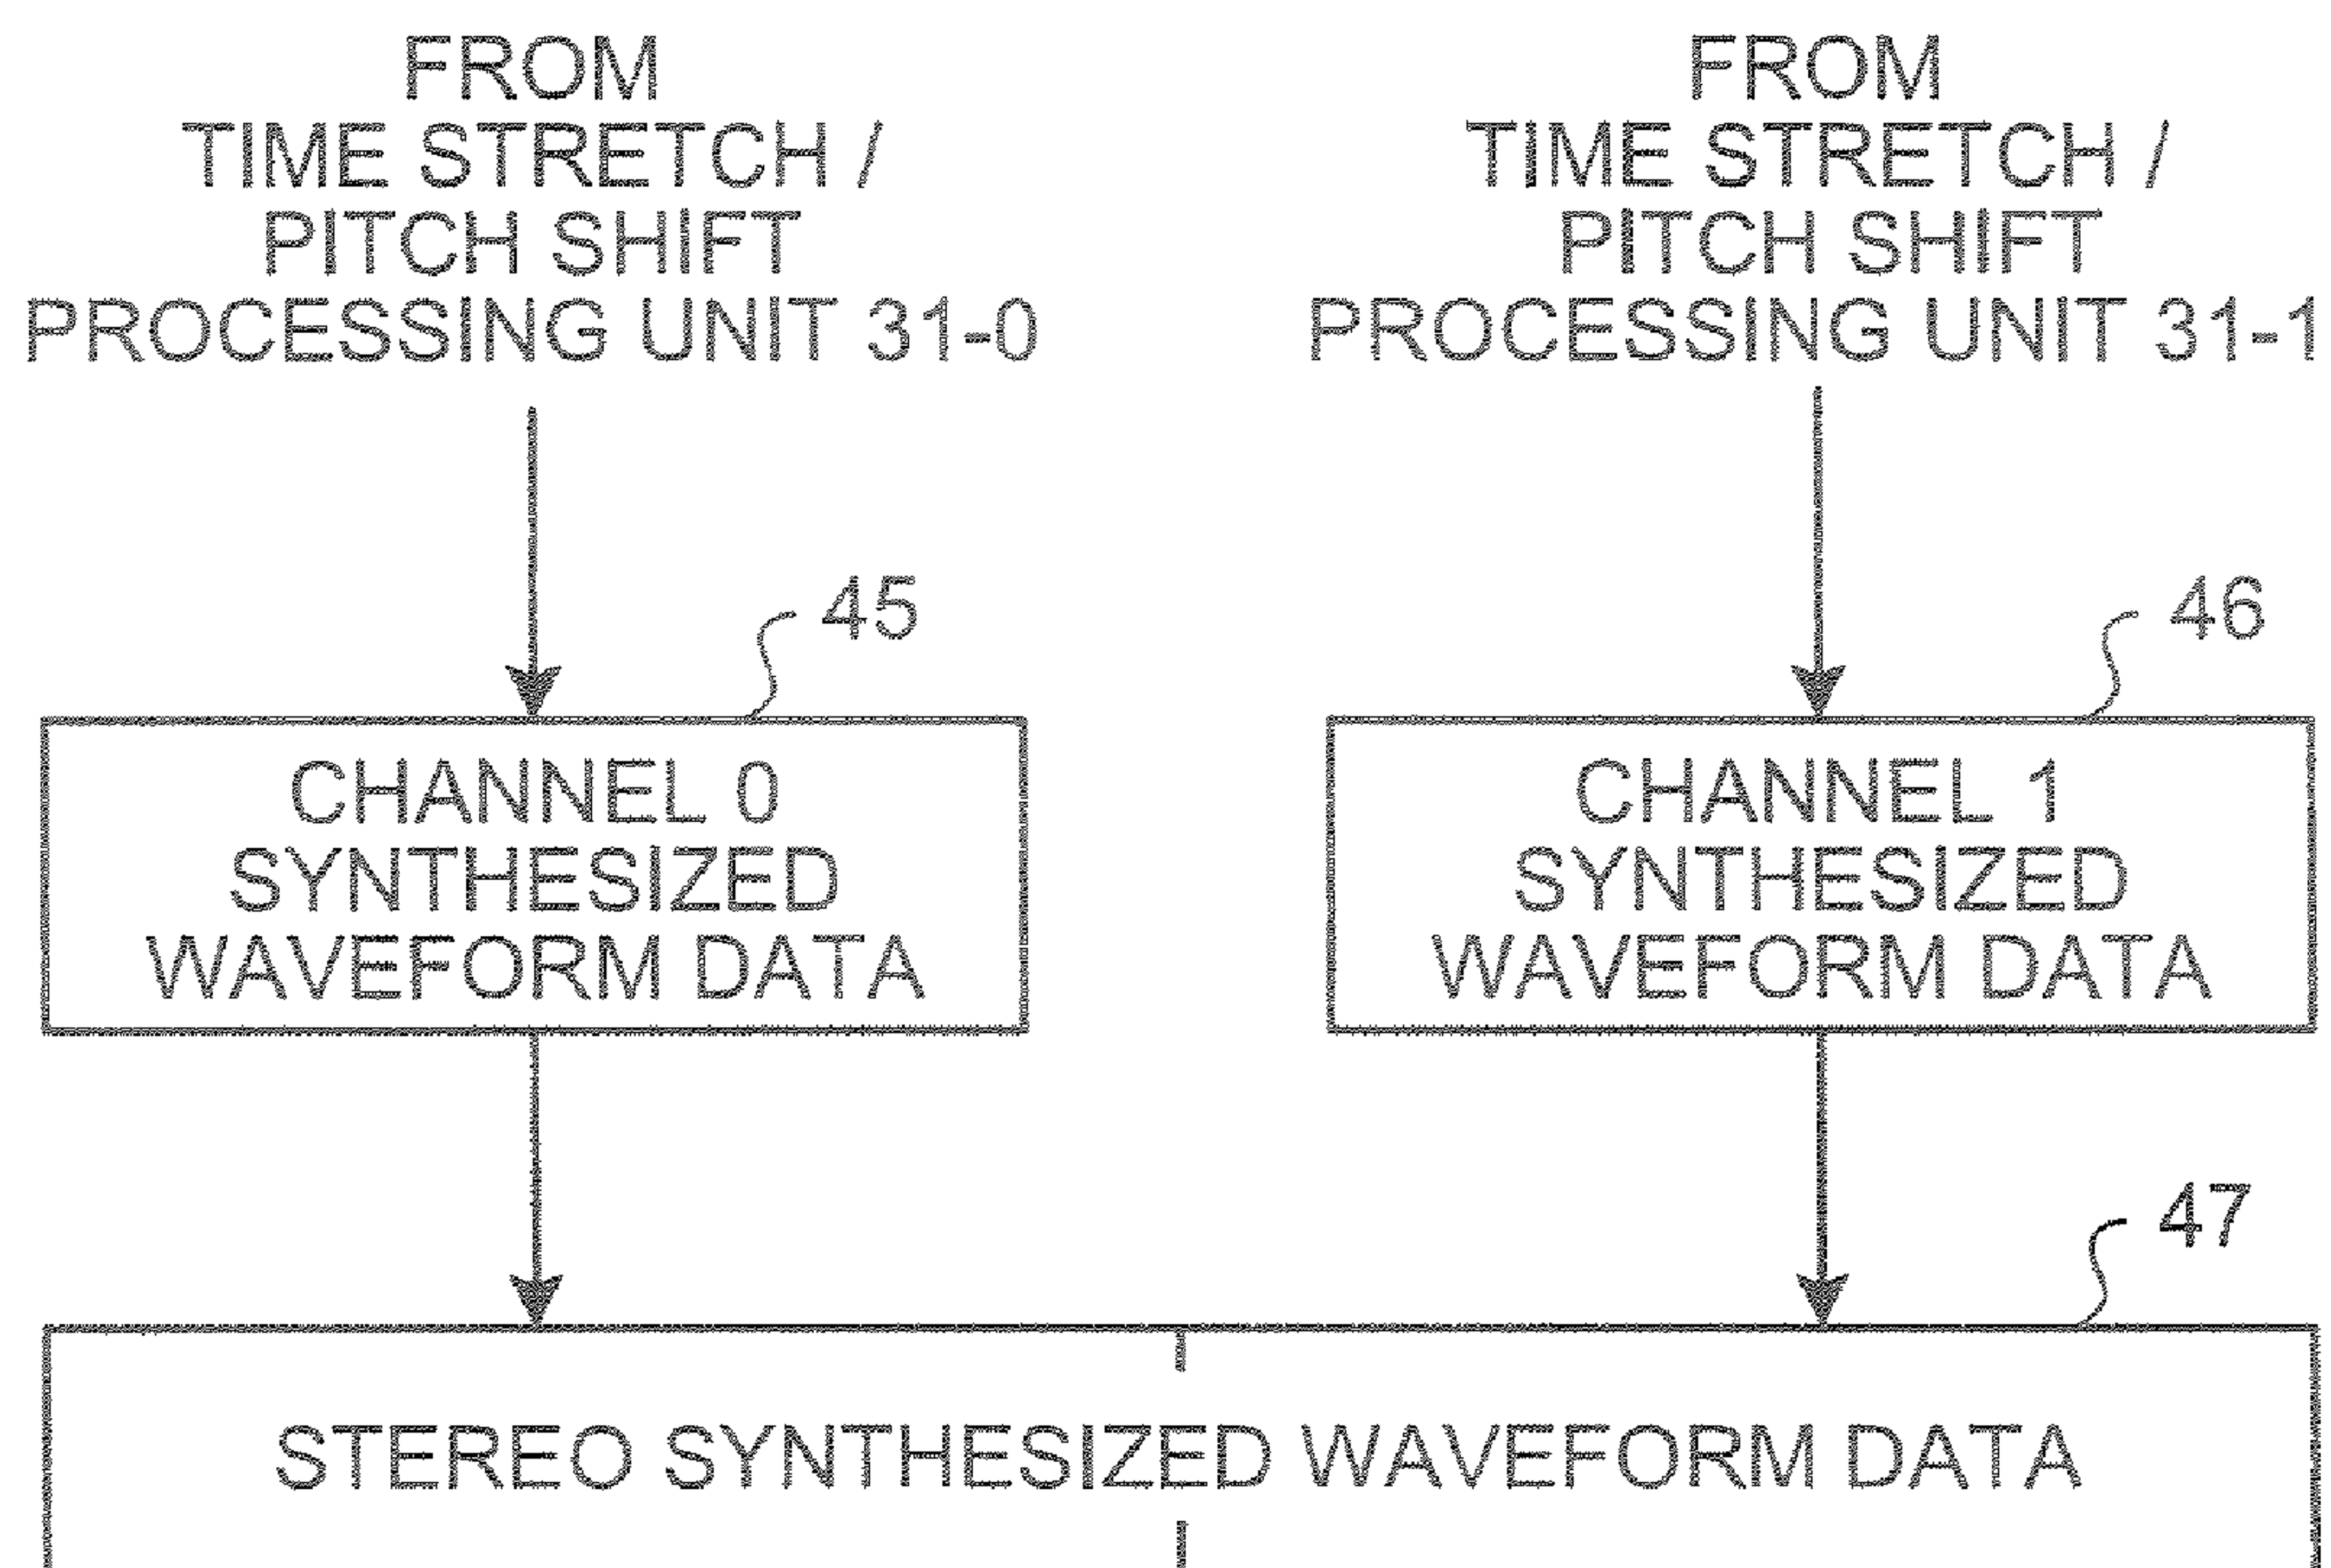 FROM
TIME STRETCH /
PITCH SHIFT
PROCESSING UNIT 31-0
FROM
TIME STRETCH /
PITCH SHIFT
PROCESSING UNIT 31-1
45
46
CHANNEL 0
SYNTHESIZED
WAVEFORM DATA
CHANNEL 1
SYNTHESIZED
WAVEFORM DATA
47
STEREO SYNTHESIZED WAVEFORM DATA